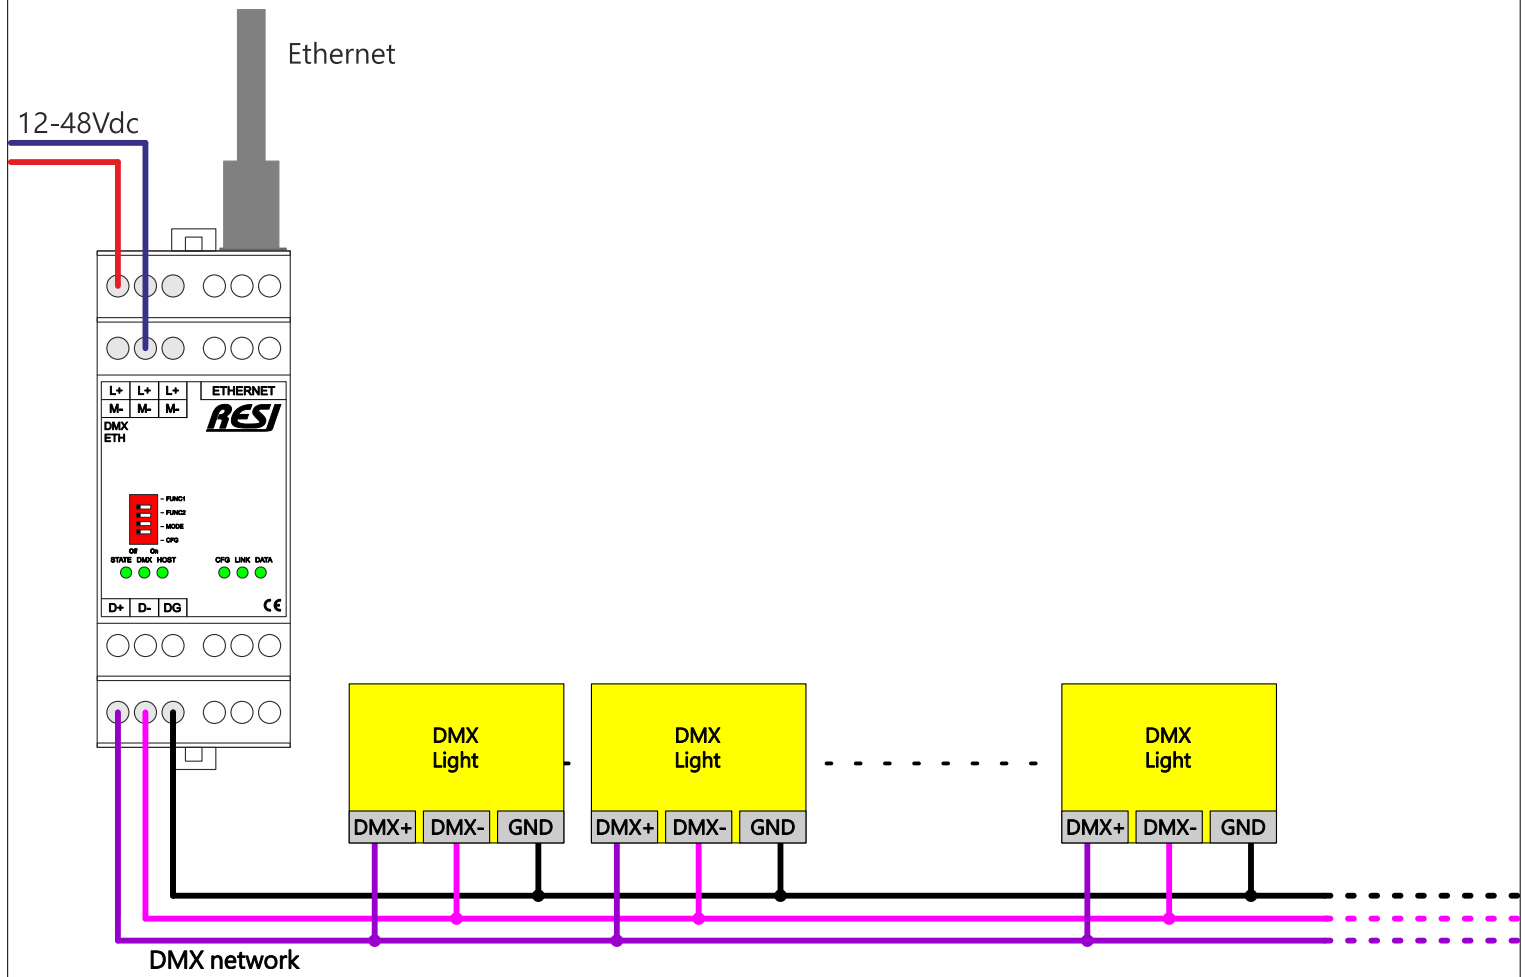 Ethernet
12-48Vdc
L+ L+ L+ ETHERNET
M- M- M- RESI
DMX
ETH
- FUNC1
- FUNC2
- MODE
- CFG
Off On
STATE DMX HOST CFG LINK DATA
D+ D- DG CE
DMX DMX DMX
Light Light Light
DMX+ DMX- GND DMX+ DMX- GND DMX+ DMX- GND
DMX network